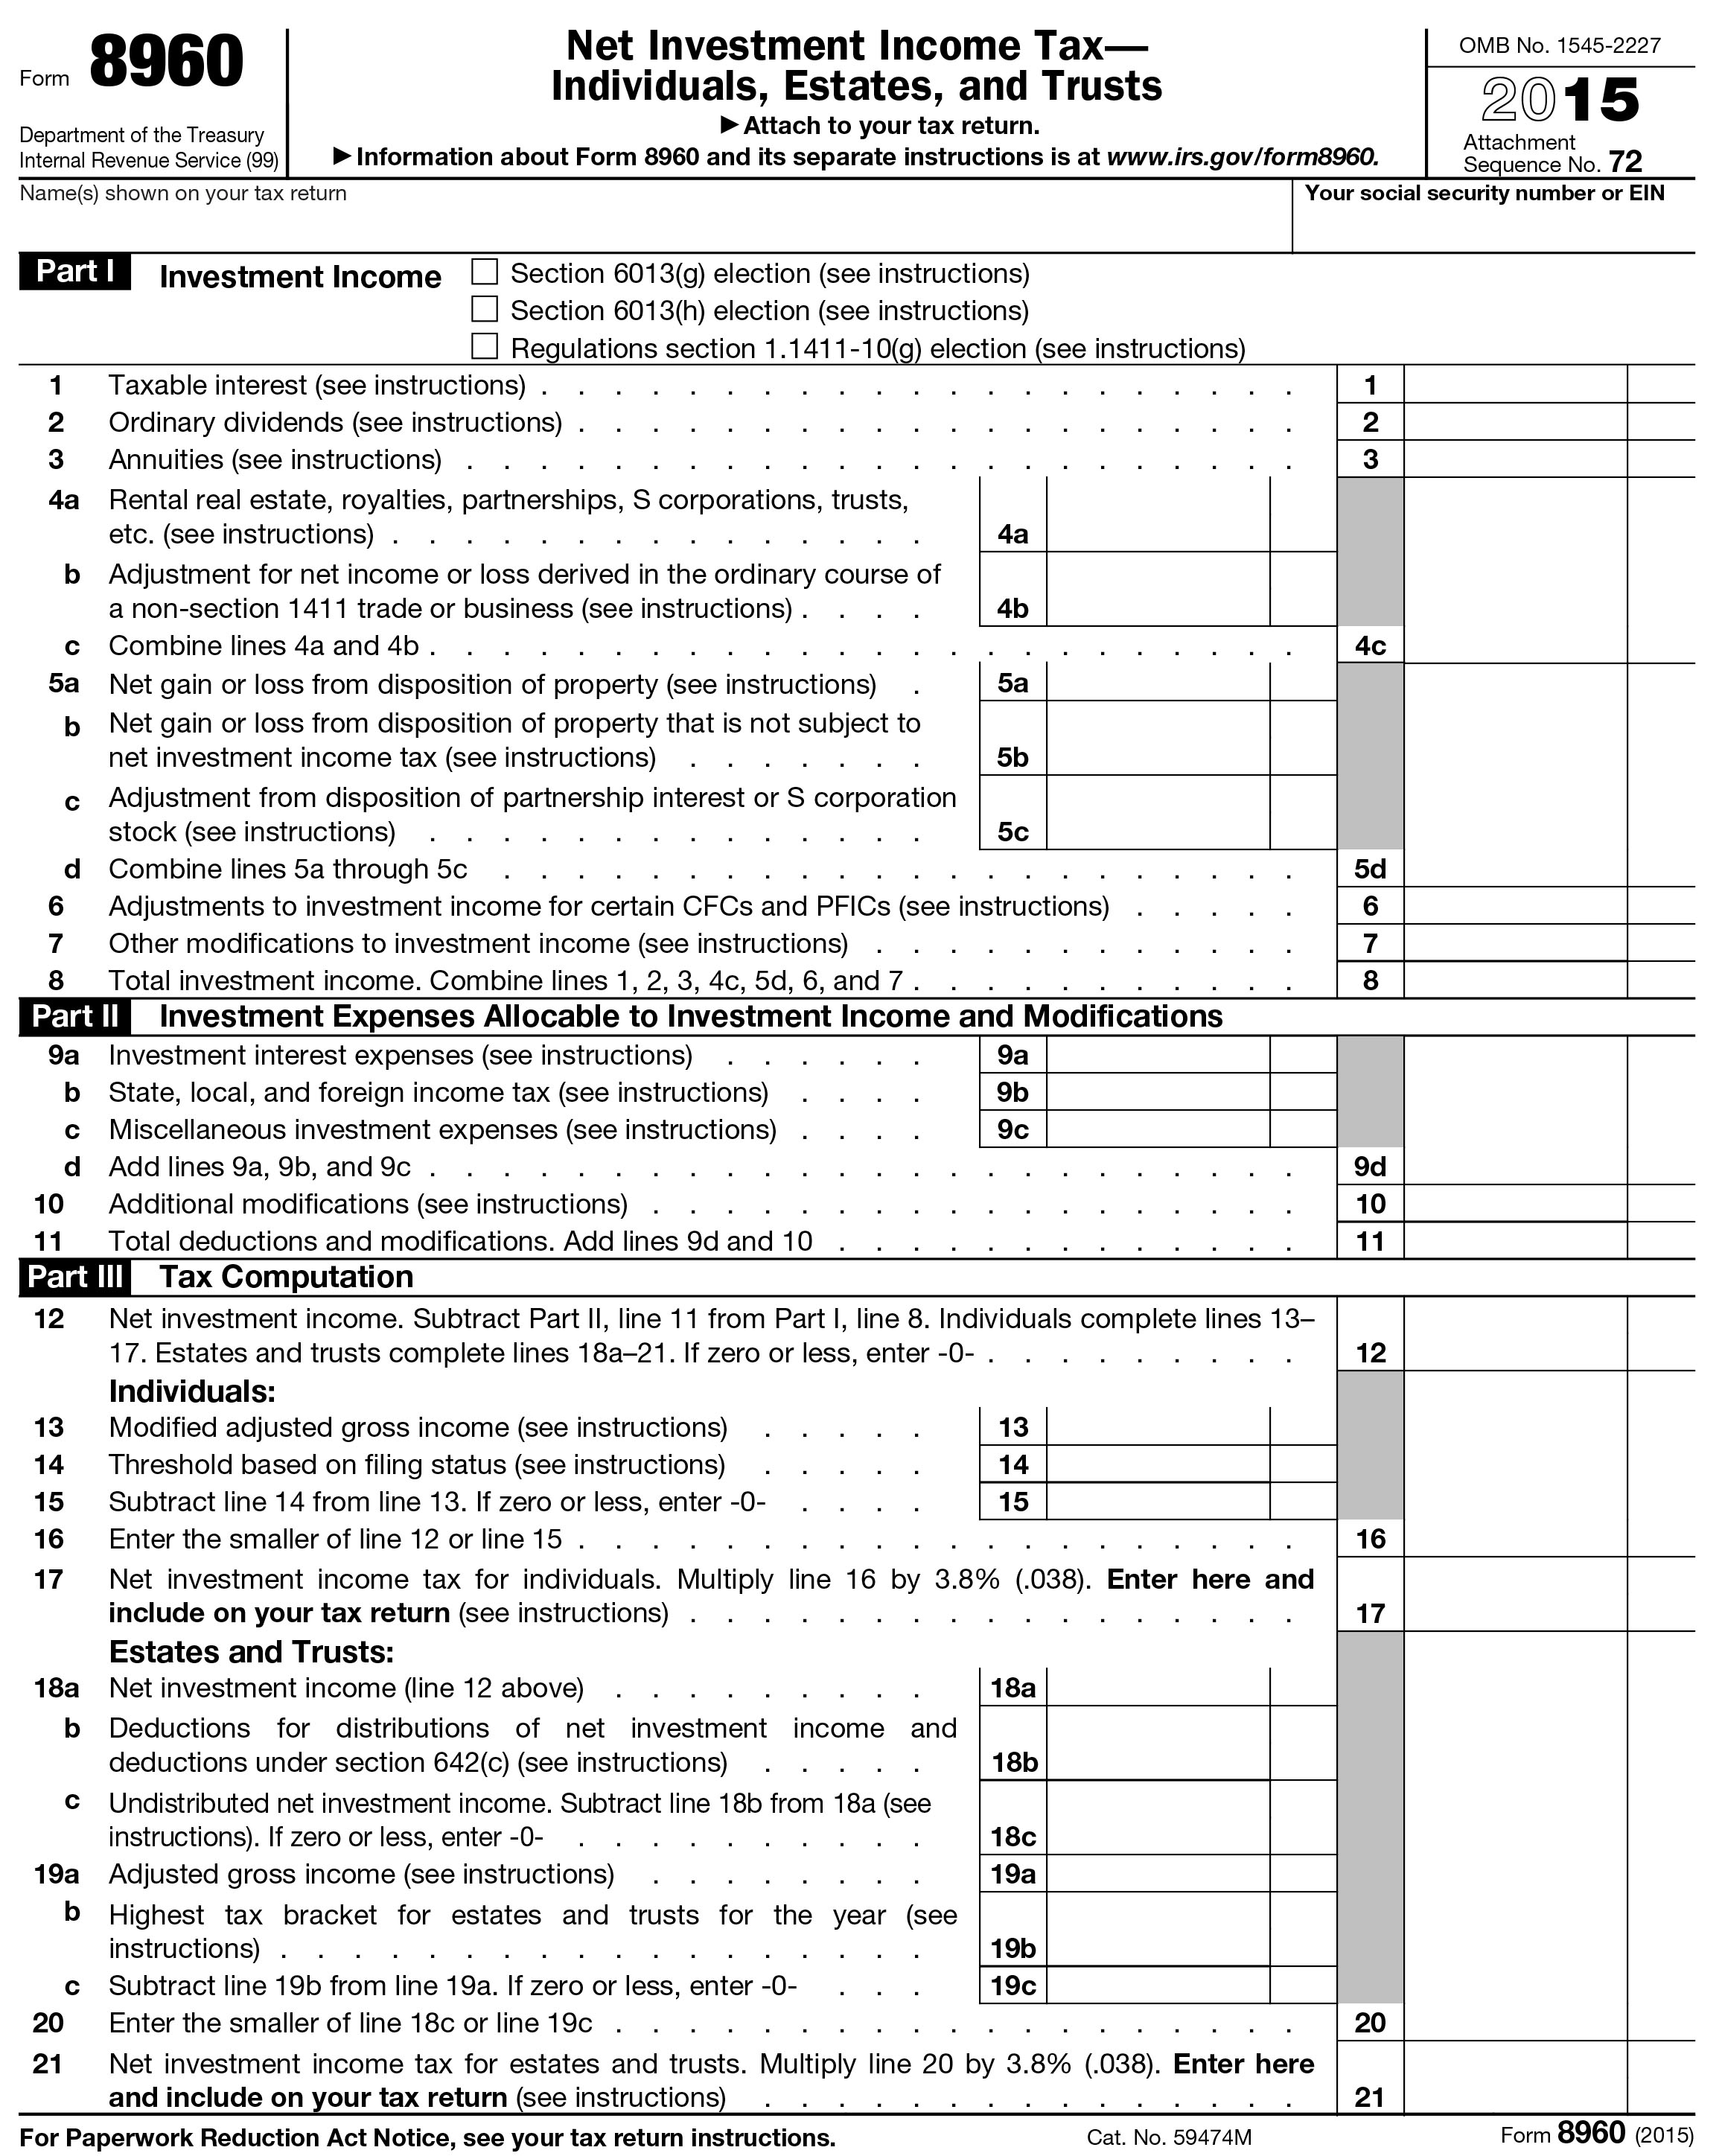 Form 8960
Department of the Treasury
Internal Revenue Service (99)
Net Investment Income Tax—
Individuals, Estates, and Trusts
▶ Attach to your tax return.
▶ Information about Form 8960 and its separate instructions is at www.irs.gov/form8960.
OMB No. 1545-2227
2015
Attachment
Sequence No. 72
Name(s) shown on your tax return
Your social security number or EIN
Part I Investment Income
Section 6013(g) election (see instructions)
Section 6013(h) election (see instructions)
Regulations section 1.1411-10(g) election (see instructions)
1 Taxable interest (see instructions) . . . . . . . . . . . . . . . . . . . . . 1
2 Ordinary dividends (see instructions) . . . . . . . . . . . . . . . . . . . . 2
3 Annuities (see instructions) . . . . . . . . . . . . . . . . . . . . . . . 3
4a Rental real estate, royalties, partnerships, S corporations, trusts,
etc. (see instructions) . . . . . . . . . . . . . . . 4a
b Adjustment for net income or loss derived in the ordinary course of
a non-section 1411 trade or business (see instructions) . . . . 4b
c Combine lines 4a and 4b . . . . . . . . . . . . . . . . . . . . . . . . 4c
5a Net gain or loss from disposition of property (see instructions) . 5a
b Net gain or loss from disposition of property that is not subject to
net investment income tax (see instructions) . . . . . . . 5b
c Adjustment from disposition of partnership interest or S corporation
stock (see instructions) . . . . . . . . . . . . . . 5c
d Combine lines 5a through 5c . . . . . . . . . . . . . . . . . . . . . . 5d
6 Adjustments to investment income for certain CFCs and PFICs (see instructions) . . . . . 6
7 Other modifications to investment income (see instructions) . . . . . . . . . . . . 7
8 Total investment income. Combine lines 1, 2, 3, 4c, 5d, 6, and 7 . . . . . . . . . . . 8
Part II Investment Expenses Allocable to Investment Income and Modifications
9a Investment interest expenses (see instructions) . . . . . . 9a
b State, local, and foreign income tax (see instructions) . . . . 9b
c Miscellaneous investment expenses (see instructions) . . . . 9c
d Add lines 9a, 9b, and 9c . . . . . . . . . . . . . . . . . . . . . . . . 9d
10 Additional modifications (see instructions) . . . . . . . . . . . . . . . . . . 10
11 Total deductions and modifications. Add lines 9d and 10 . . . . . . . . . . . . . 11
Part III Tax Computation
12 Net investment income. Subtract Part II, line 11 from Part I, line 8. Individuals complete lines 13–
17. Estates and trusts complete lines 18a–21. If zero or less, enter -0- . . . . . . . . . 12
Individuals:
13 Modified adjusted gross income (see instructions) . . . . . 13
14 Threshold based on filing status (see instructions) . . . . . 14
15 Subtract line 14 from line 13. If zero or less, enter -0- . . . . 15
16 Enter the smaller of line 12 or line 15 . . . . . . . . . . . . . . . . . . . . 16
17 Net investment income tax for individuals. Multiply line 16 by 3.8% (.038). Enter here and
include on your tax return (see instructions) . . . . . . . . . . . . . . . . . 17
Estates and Trusts:
18a Net investment income (line 12 above) . . . . . . . . . 18a
b Deductions for distributions of net investment income and
deductions under section 642(c) (see instructions) . . . . . 18b
c Undistributed net investment income. Subtract line 18b from 18a (see
instructions). If zero or less, enter -0- . . . . . . . . . . 18c
19a Adjusted gross income (see instructions) . . . . . . . . 19a
b Highest tax bracket for estates and trusts for the year (see
instructions) . . . . . . . . . . . . . . . . . . 19b
c Subtract line 19b from line 19a. If zero or less, enter -0- . . . 19c
20 Enter the smaller of line 18c or line 19c . . . . . . . . . . . . . . . . . . . 20
21 Net investment income tax for estates and trusts. Multiply line 20 by 3.8% (.038). Enter here
and include on your tax return (see instructions) . . . . . . . . . . . . . . . 21
For Paperwork Reduction Act Notice, see your tax return instructions. Cat. No. 59474M Form 8960 (2015)